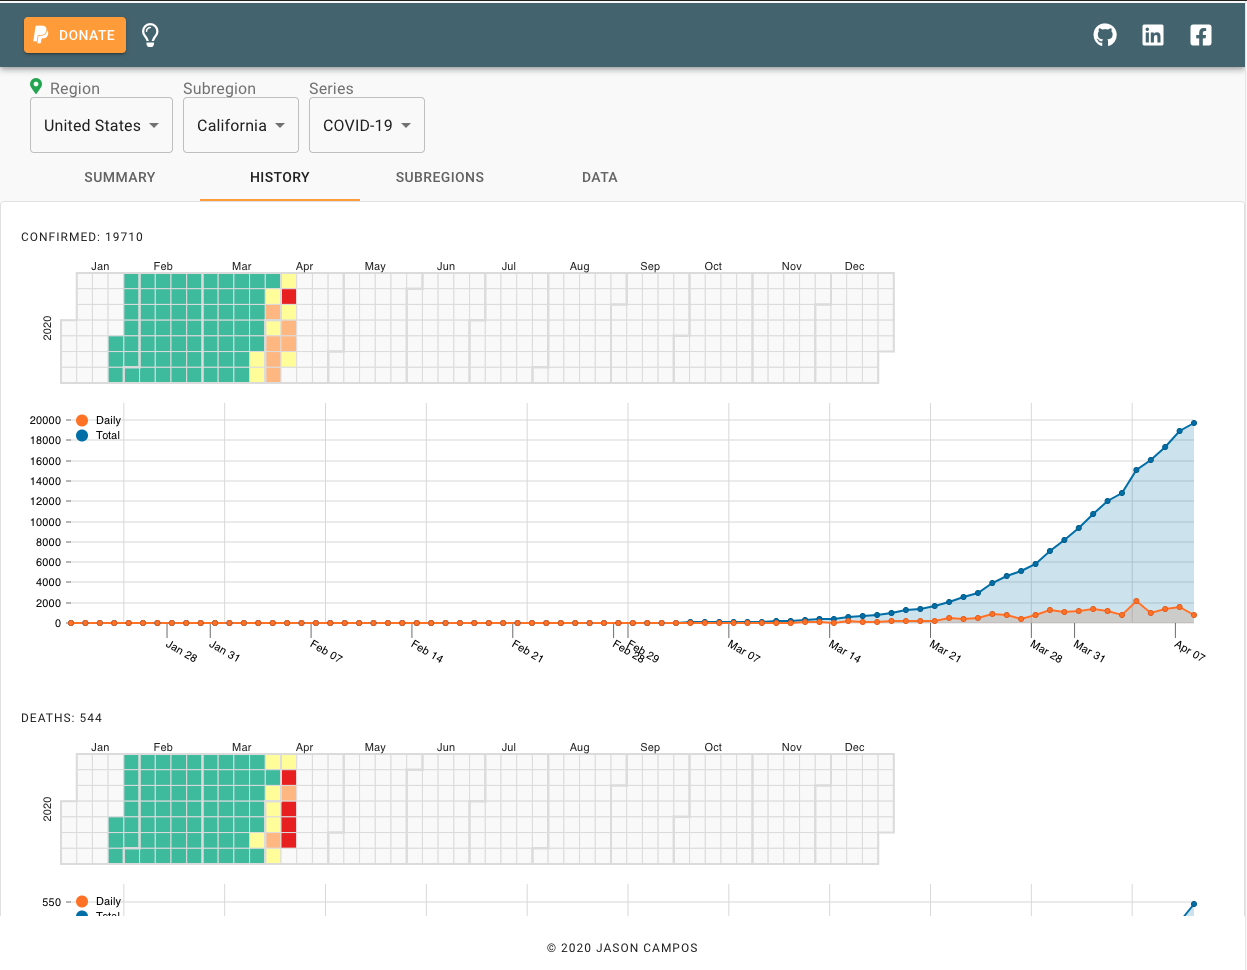 DONATE
Region Subregion Series
United States California COVID-19
SUMMARY HISTORY SUBREGIONS DATA
CONFIRMED: 19710
Jan Feb Mar Apr May Jun Jul Aug Sep Oct Nov Dec
2020
20000
18000
16000
14000
12000
10000
8000
6000
4000
2000
0
Daily
Total
Jan 28 Jan 31 Feb 07 Feb 14 Feb 21 Feb 28 Feb 29 Mar 07 Mar 14 Mar 21 Mar 28 Mar 31 Apr 07
DEATHS: 544
Jan Feb Mar Apr May Jun Jul Aug Sep Oct Nov Dec
2020
550
Daily
Total
© 2020 JASON CAMPOS